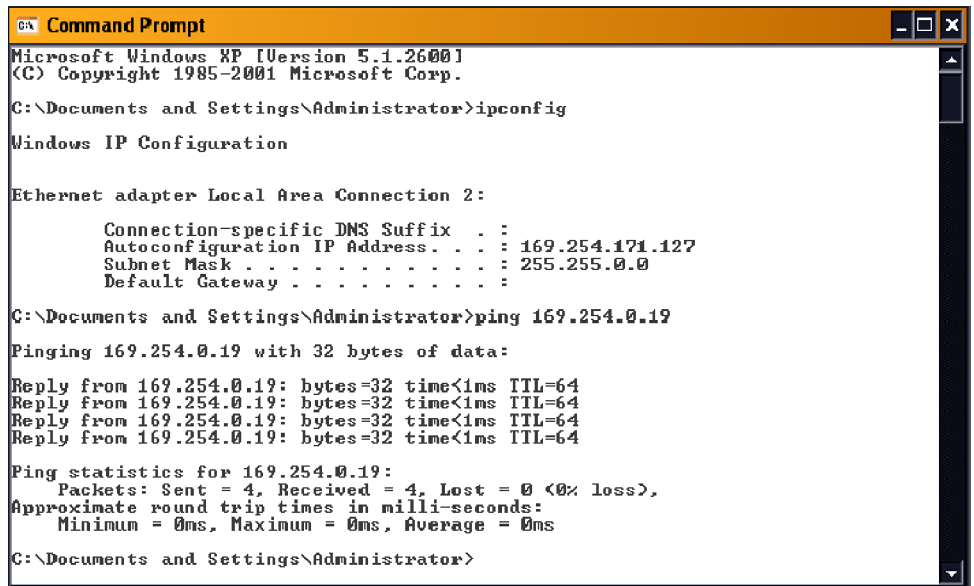 Command Prompt
Microsoft Windows XP [Version 5.1.2600]
(C) Copyright 1985-2001 Microsoft Corp.
C:\Documents and Settings\Administrator>ipconfig
Windows IP Configuration
Ethernet adapter Local Area Connection 2:
Connection-specific DNS Suffix . :
Autoconfiguration IP Address. . . : 169.254.171.127
Subnet Mask . . . . . . . . . . . : 255.255.0.0
Default Gateway . . . . . . . . . :
C:\Documents and Settings\Administrator>ping 169.254.0.19
Pinging 169.254.0.19 with 32 bytes of data:
Reply from 169.254.0.19: bytes=32 time<1ms TTL=64
Reply from 169.254.0.19: bytes=32 time<1ms TTL=64
Reply from 169.254.0.19: bytes=32 time<1ms TTL=64
Reply from 169.254.0.19: bytes=32 time<1ms TTL=64
Ping statistics for 169.254.0.19:
Packets: Sent = 4, Received = 4, Lost = 0 (0% loss),
Approximate round trip times in milli-seconds:
Minimum = 0ms, Maximum = 0ms, Average = 0ms
C:\Documents and Settings\Administrator>